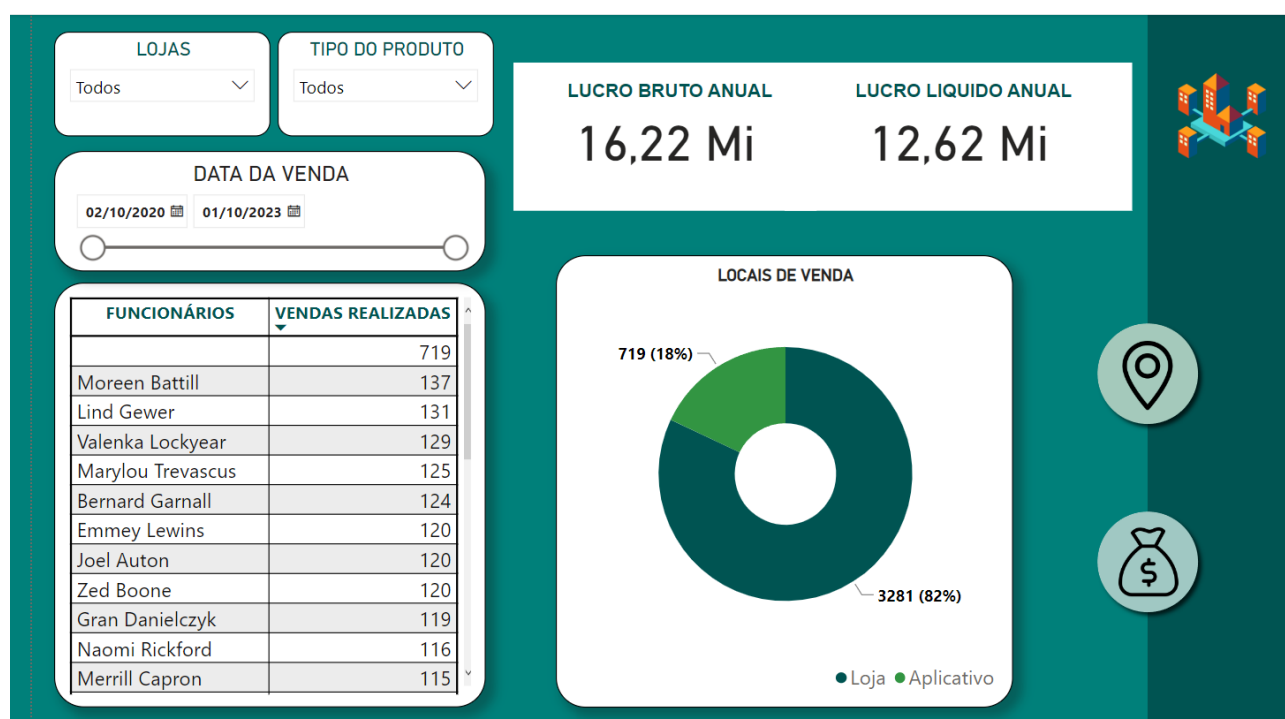 LOJAS
Todos
TIPO DO PRODUTO
Todos
DATA DA VENDA
02/10/2020 01/10/2023
LUCRO BRUTO ANUAL
16,22 Mi
LUCRO LIQUIDO ANUAL
12,62 Mi
FUNCIONÁRIOS VENDAS REALIZADAS
719
Moreen Battill 137
Lind Gewer 131
Valenka Lockyear 129
Marylou Trevascus 125
Bernard Garnall 124
Emmey Lewins 120
Joel Auton 120
Zed Boone 120
Gran Danielczyk 119
Naomi Rickford 116
Merrill Capron 115
LOCAIS DE VENDA
719 (18%)
3281 (82%)
Loja Aplicativo
$